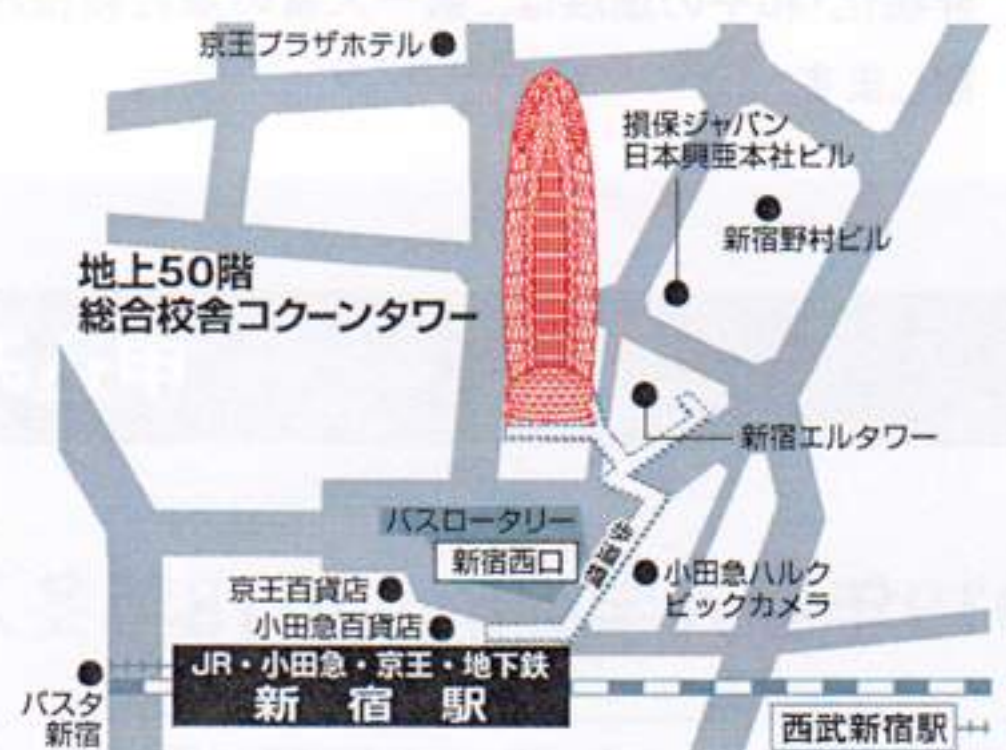 京王プラザホテル
損保ジャパン
日本興亜本社ビル
新宿野村ビル
地上50階
総合校舎コクーンタワー
新宿エルタワー
バスロータリー
新宿西口
歩道橋
小田急ハルク
ビックカメラ
京王百貨店
小田急百貨店
JR・小田急・京王・地下鉄
新宿駅
バスタ
新宿
西武新宿駅